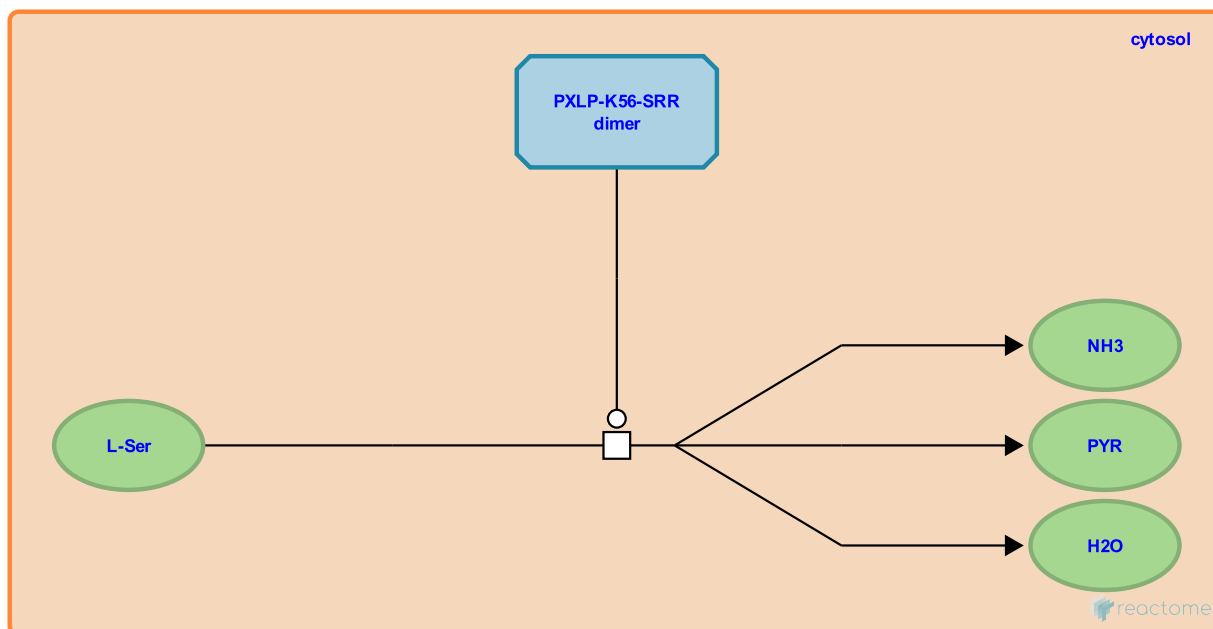 cytosol
PXLP-K56-SRR
dimer
NH3
L-Ser
PYR
H2O
reactome